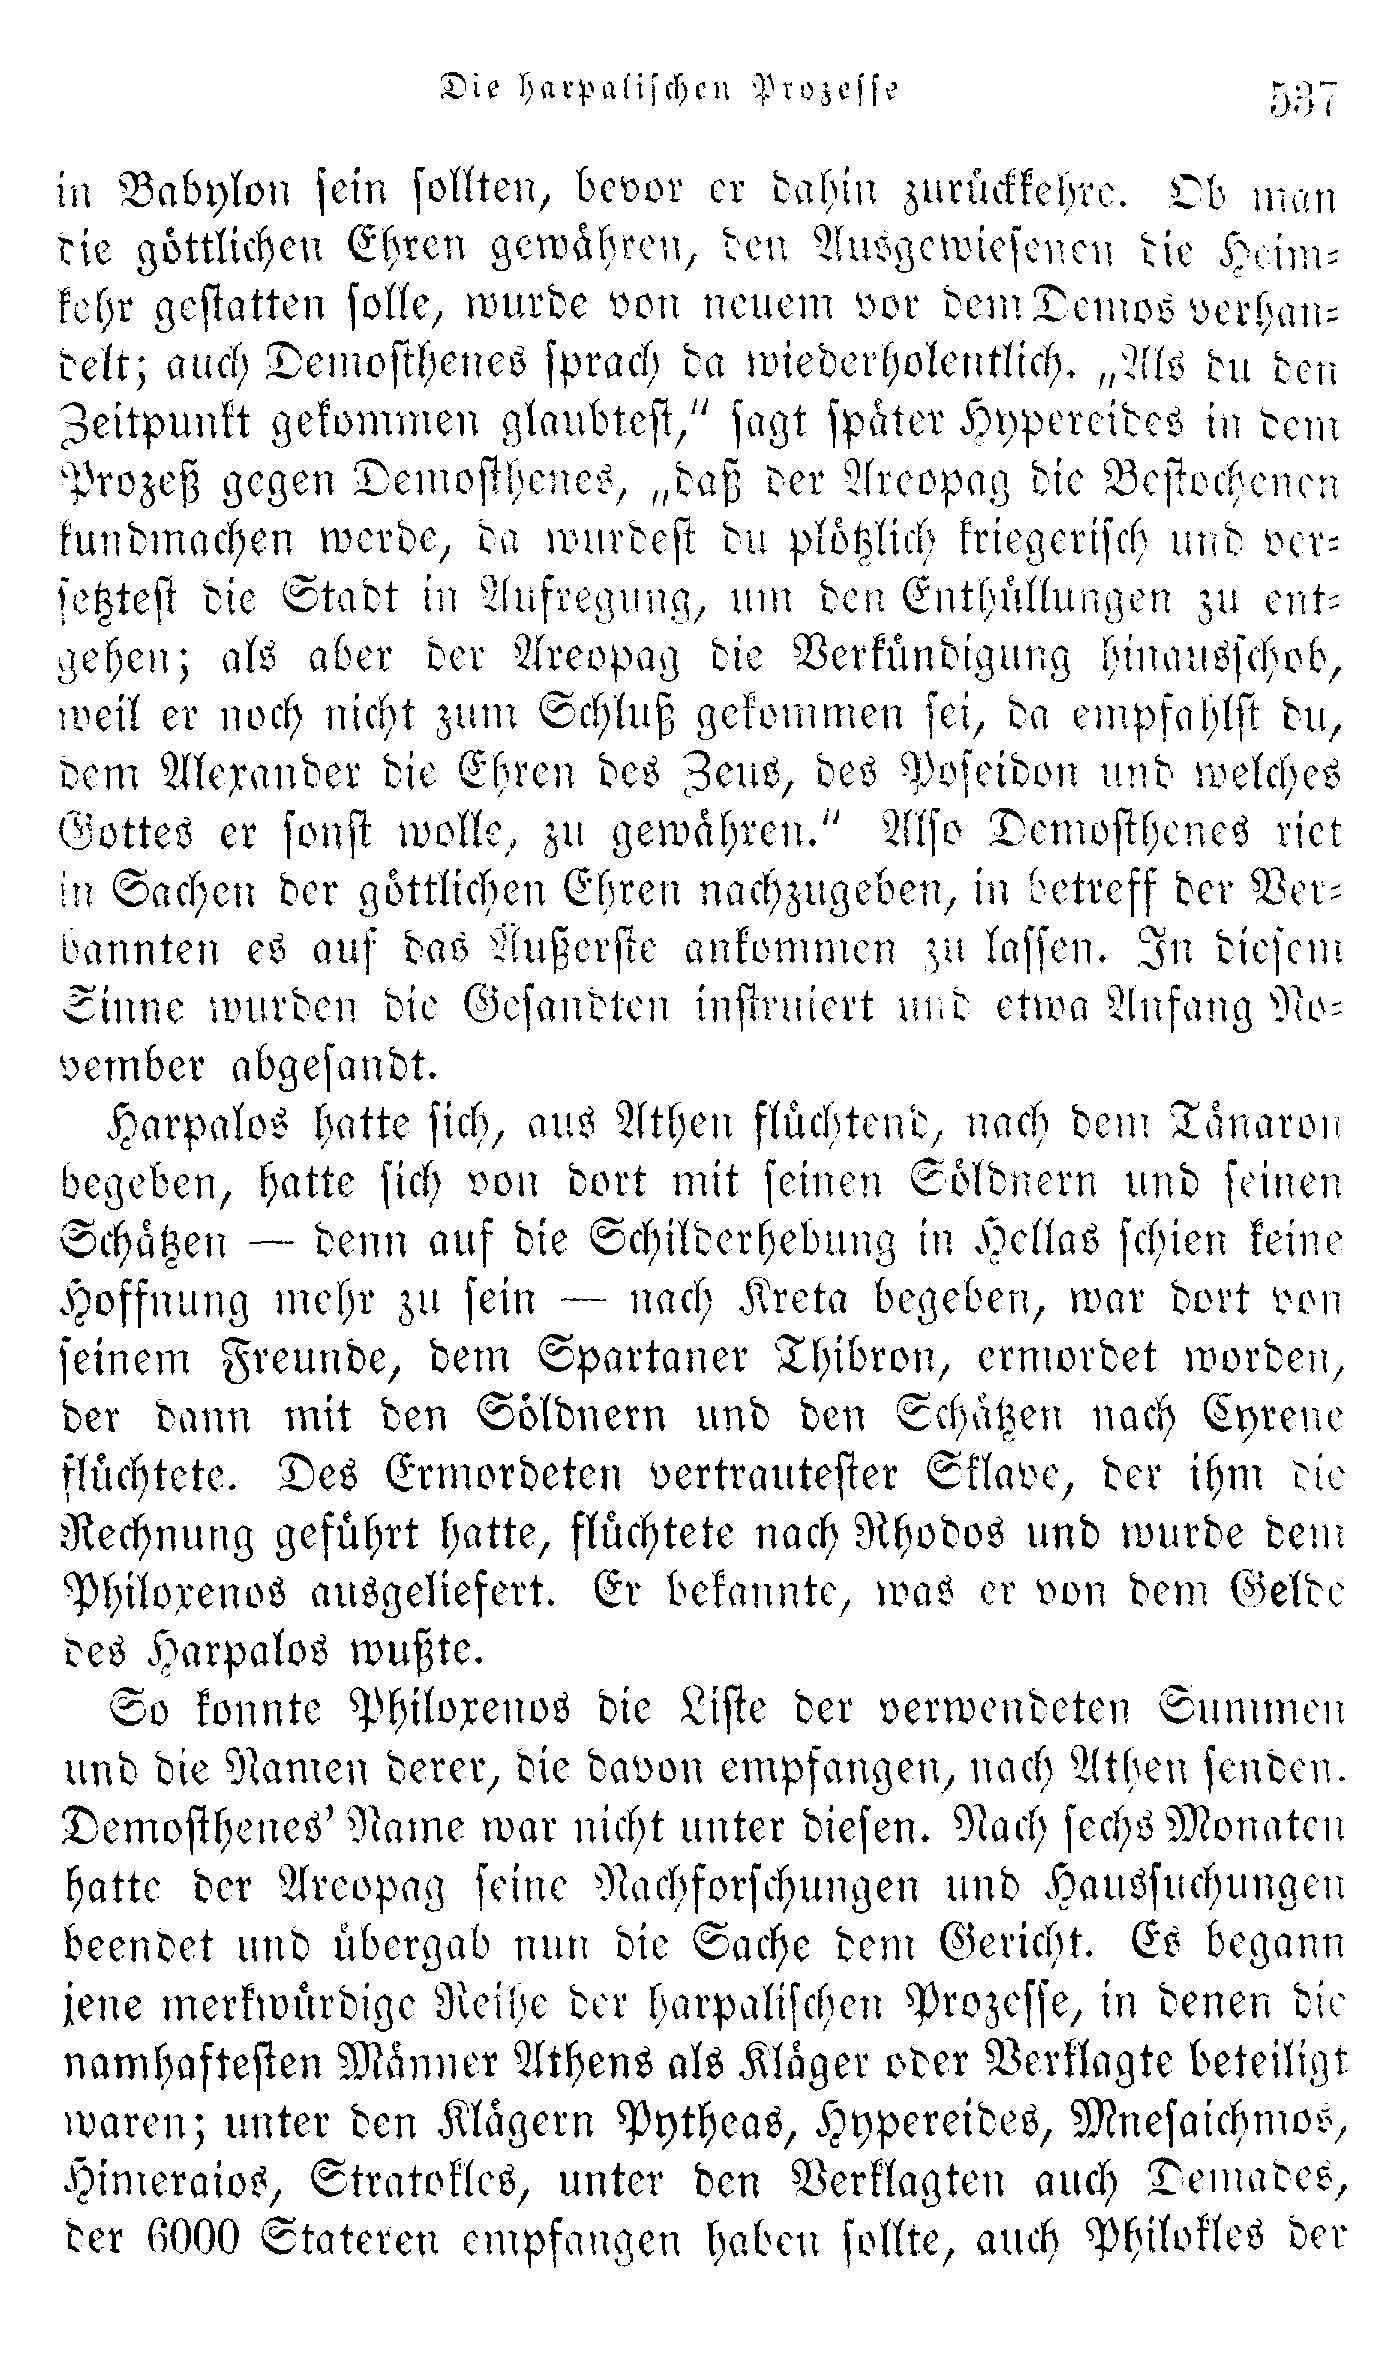 Die harpalischen Prozesse 537
in Babylon sein sollten, bevor er dahin zurückkehre. Ob man
die göttlichen Ehren gewähren, den Ausgewiesenen die Heim-
kehr gestatten solle, wurde von neuem vor dem Demos verhan-
delt; auch Demosthenes sprach da wiederholentlich. „Als du den
Zeitpunkt gekommen glaubtest,“ sagt später Hypereides in dem
Prozeß gegen Demosthenes, „daß der Areopag die Bestochenen
kundmachen werde, da wurdest du plötzlich kriegerisch und ver-
setztest die Stadt in Aufregung, um den Enthüllungen zu ent-
gehen; als aber der Areopag die Verkündigung hinausschob,
weil er noch nicht zum Schluß gekommen sei, da empfahlst du,
dem Alexander die Ehren des Zeus, des Poseidon und welches
Gottes er sonst wolle, zu gewähren.“ Also Demosthenes riet
in Sachen der göttlichen Ehren nachzugeben, in betreff der Ver-
bannten es auf das Äußerste ankommen zu lassen. In diesem
Sinne wurden die Gesandten instruiert und etwa Anfang No-
vember abgesandt.
Harpalos hatte sich, aus Athen flüchtend, nach dem Tänaron
begeben, hatte sich von dort mit seinen Söldnern und seinen
Schätzen — denn auf die Schilderhebung in Hellas schien keine
Hoffnung mehr zu sein — nach Kreta begeben, war dort von
seinem Freunde, dem Spartaner Thibron, ermordet worden,
der dann mit den Söldnern und den Schätzen nach Cyrene
flüchtete. Des Ermordeten vertrautester Sklave, der ihm die
Rechnung geführt hatte, flüchtete nach Rhodos und wurde dem
Philoxenos ausgeliefert. Er bekannte, was er von dem Gelde
des Harpalos wußte.
So konnte Philoxenos die Liste der verwendeten Summen
und die Namen derer, die davon empfangen, nach Athen senden.
Demosthenes’ Name war nicht unter diesen. Nach sechs Monaten
hatte der Areopag seine Nachforschungen und Haussuchungen
beendet und übergab nun die Sache dem Gericht. Es begann
jene merkwürdige Reihe der harpalischen Prozesse, in denen die
namhaftesten Männer Athens als Kläger oder Verklagte beteiligt
waren; unter den Klägern Pytheas, Hypereides, Mnesaichmos,
Himeraios, Stratokles, unter den Verklagten auch Demades,
der 6000 Stateren empfangen haben sollte, auch Philokles der